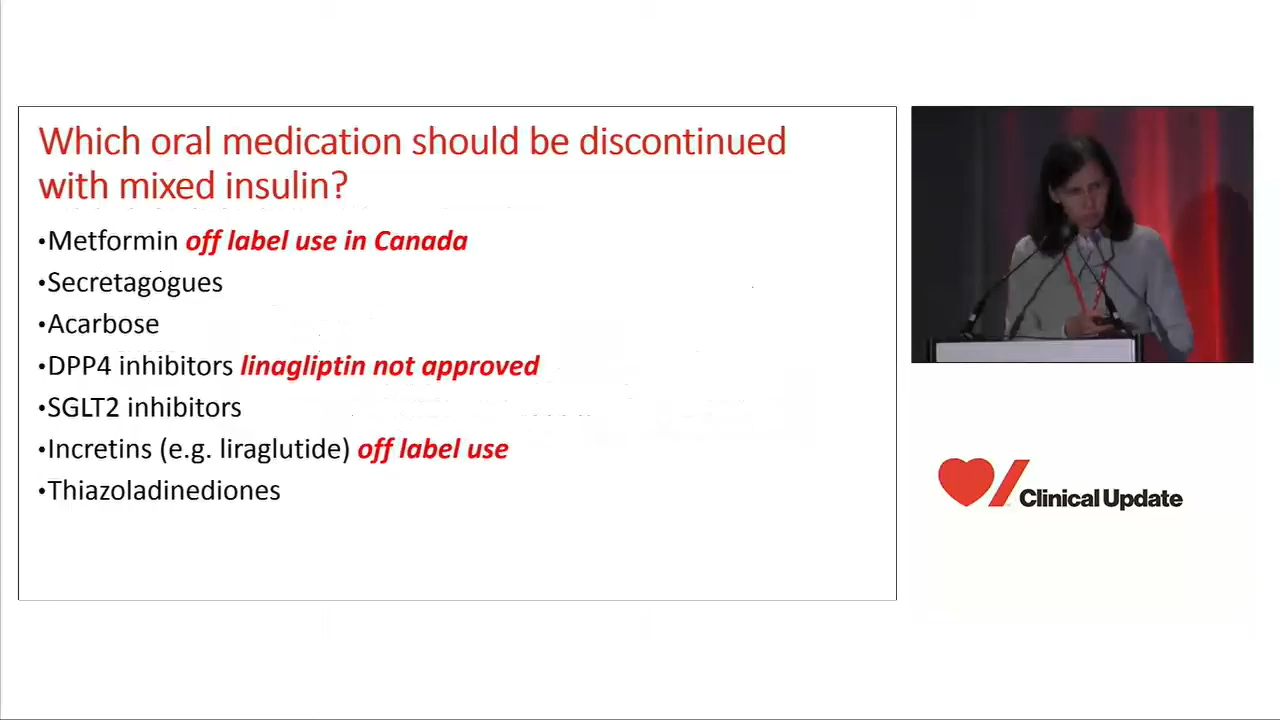 Which oral medication should be discontinued
with mixed insulin?
•Metformin off label use in Canada
•Secretagogues
•Acarbose
•DPP4 inhibitors linagliptin not approved
•SGLT2 inhibitors
•Incretins (e.g. liraglutide) off label use
•Thiazoladinediones
Clinical Update